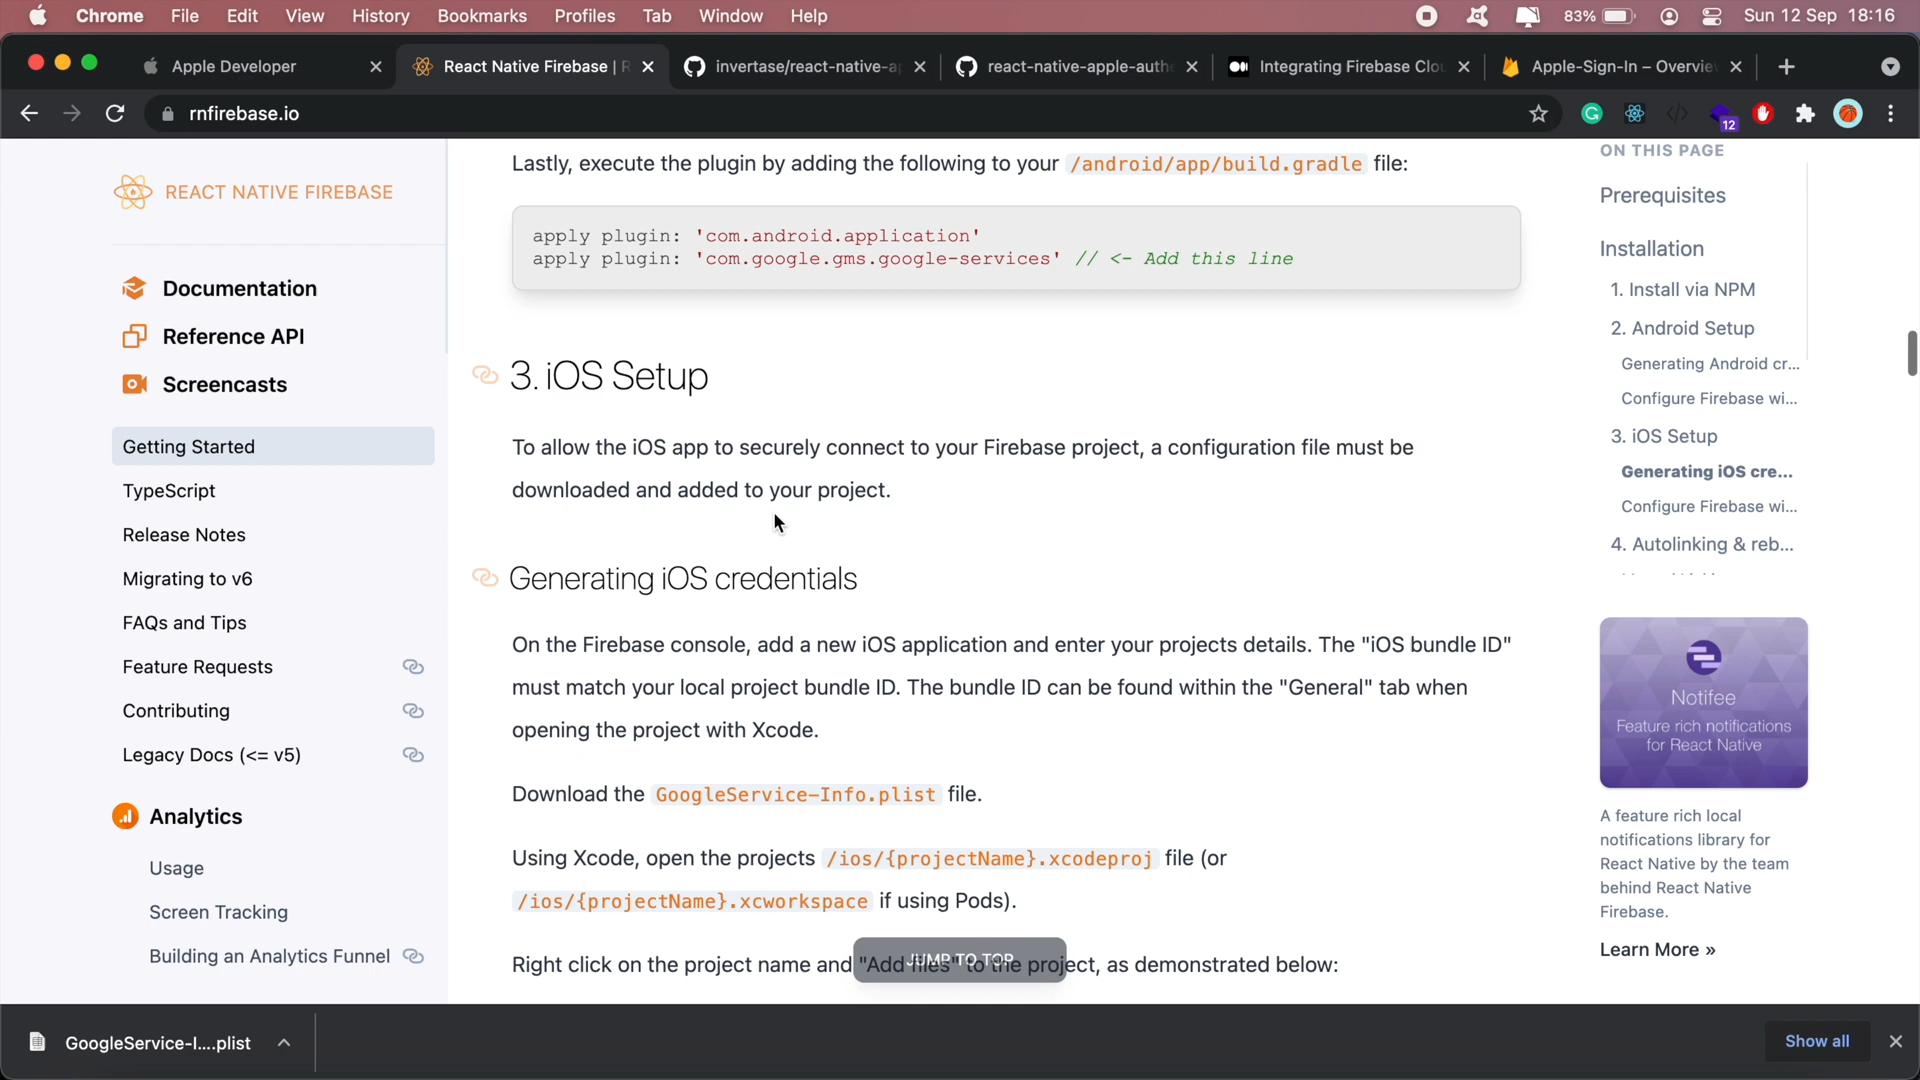 Chrome File Edit View History Bookmarks Profiles Tab Window Help 83% Sun 12 Sep 18:16
Apple Developer React Native Firebase | invertase/react-native-ap react-native-apple-auth Integrating Firebase Clo Apple-Sign-In – Overvie
rnfirebase.io
12
REACT NATIVE FIREBASE
Documentation
Reference API
Screencasts
Getting Started
TypeScript
Release Notes
Migrating to v6
FAQs and Tips
Feature Requests
Contributing
Legacy Docs (<= v5)
Analytics
Usage
Screen Tracking
Building an Analytics Funnel
Lastly, execute the plugin by adding the following to your /android/app/build.gradle file:
apply plugin: 'com.android.application'
apply plugin: 'com.google.gms.google-services' // <- Add this line
3. iOS Setup
To allow the iOS app to securely connect to your Firebase project, a configuration file must be
downloaded and added to your project.
Generating iOS credentials
On the Firebase console, add a new iOS application and enter your projects details. The "iOS bundle ID"
must match your local project bundle ID. The bundle ID can be found within the "General" tab when
opening the project with Xcode.
Download the GoogleService-Info.plist file.
Using Xcode, open the projects /ios/{projectName}.xcodeproj file (or
/ios/{projectName}.xcworkspace if using Pods).
Right click on the project name and "Add files" to the project, as demonstrated below:
JUMP TO TOP
ON THIS PAGE
Prerequisites
Installation
1. Install via NPM
2. Android Setup
Generating Android cr...
Configure Firebase wi...
3. iOS Setup
Generating iOS cre...
Configure Firebase wi...
4. Autolinking & reb...
Notifee
Feature rich notifications
for React Native
A feature rich local
notifications library for
React Native by the team
behind React Native
Firebase.
Learn More »
GoogleService-I....plist
Show all